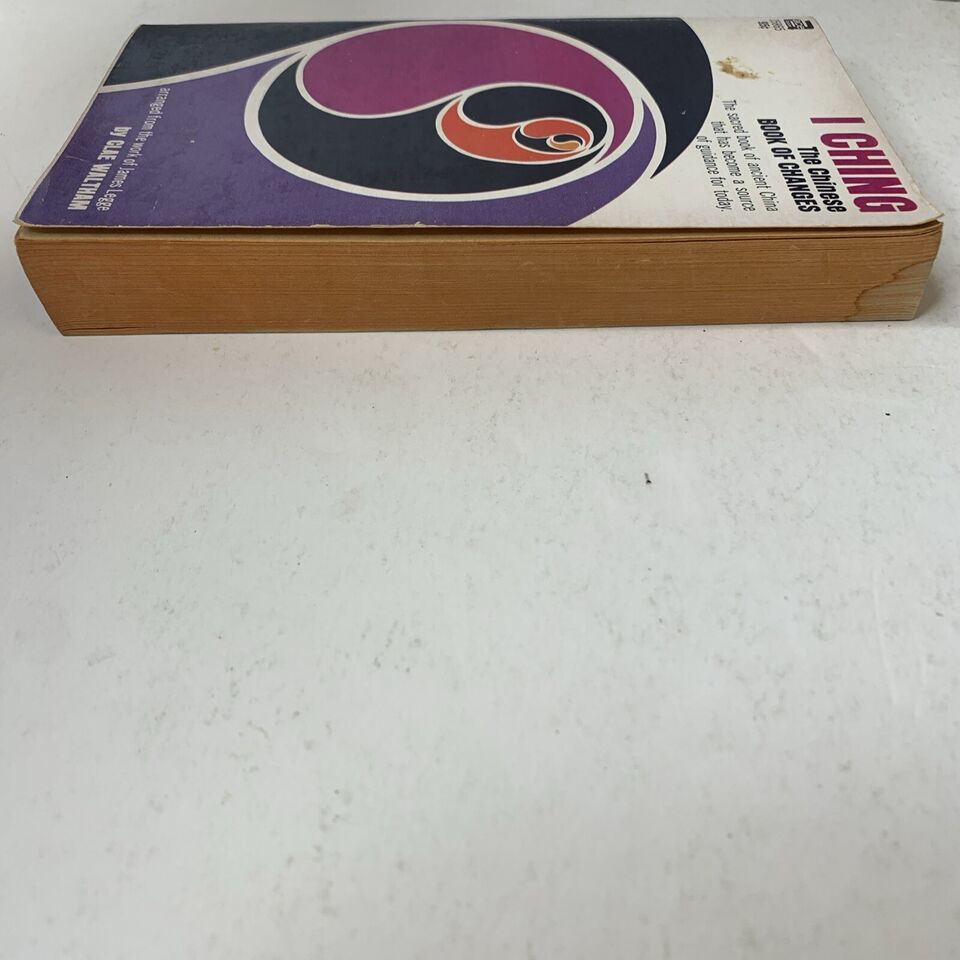 I CHING
The Chinese
BOOK OF CHANGES
The sacred book of ancient China
that has become a source
of guidance for today.
arranged from the work of James Legge
by CLAE WALTHAM
95¢